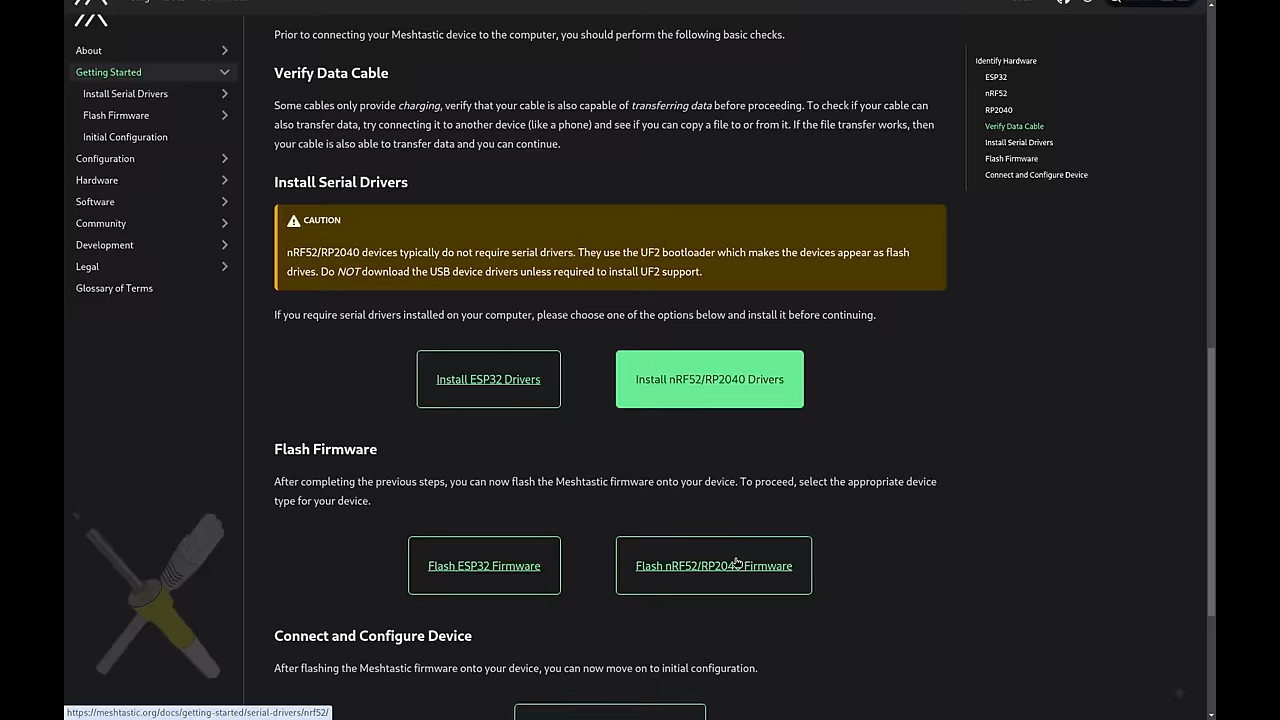 About
Getting Started
Install Serial Drivers
Flash Firmware
Initial Configuration
Configuration
Hardware
Software
Community
Development
Legal
Glossary of Terms
Prior to connecting your Meshtastic device to the computer, you should perform the following basic checks.
Verify Data Cable
Some cables only provide charging, verify that your cable is also capable of transferring data before proceeding. To check if your cable can
also transfer data, try connecting it to another device (like a phone) and see if you can copy a file to or from it. If the file transfer works, then
your cable is also able to transfer data and you can continue.
Install Serial Drivers
CAUTION
nRF52/RP2040 devices typically do not require serial drivers. They use the UF2 bootloader which makes the devices appear as flash
drives. Do NOT download the USB device drivers unless required to install UF2 support.
If you require serial drivers installed on your computer, please choose one of the options below and install it before continuing.
Install ESP32 Drivers
Install nRF52/RP2040 Drivers
Flash Firmware
After completing the previous steps, you can now flash the Meshtastic firmware onto your device. To proceed, select the appropriate device
type for your device.
Flash ESP32 Firmware
Flash nRF52/RP2040 Firmware
Connect and Configure Device
After flashing the Meshtastic firmware onto your device, you can now move on to initial configuration.
Identify Hardware
ESP32
nRF52
RP2040
Verify Data Cable
Install Serial Drivers
Flash Firmware
Connect and Configure Device
https://meshtastic.org/docs/getting-started/serial-drivers/nrf52/